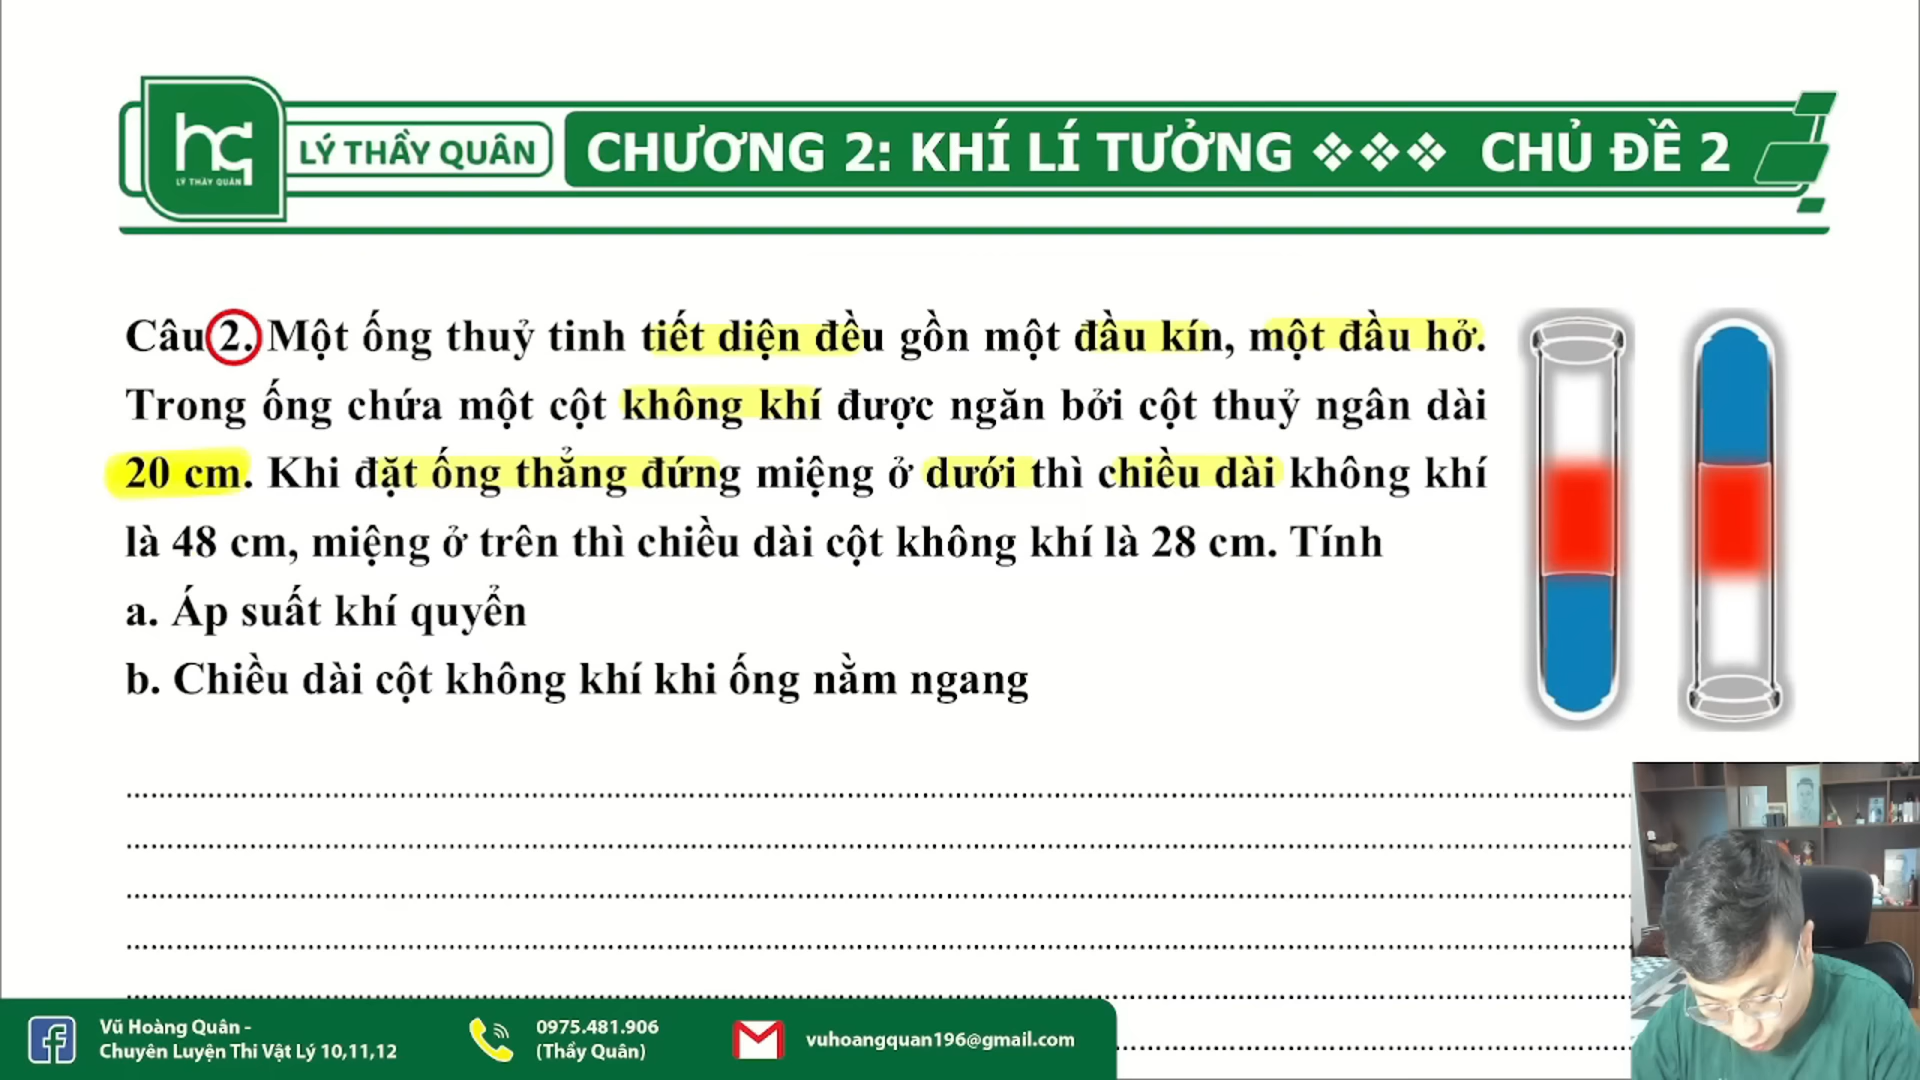 hq
LÝ THẦY QUÂN
LÝ THẦY QUÂN
CHƯƠNG 2: KHÍ LÍ TƯỞNG ❖❖❖ CHỦ ĐỀ 2
Câu 2. Một ống thuỷ tinh tiết diện đều gồn một đầu kín, một đầu hở.
Trong ống chứa một cột không khí được ngăn bởi cột thuỷ ngân dài
20 cm. Khi đặt ống thẳng đứng miệng ở dưới thì chiều dài không khí
là 48 cm, miệng ở trên thì chiều dài cột không khí là 28 cm. Tính
a. Áp suất khí quyển
b. Chiều dài cột không khí khi ống nằm ngang
Vũ Hoàng Quân -
Chuyên Luyện Thi Vật Lý 10,11,12
0975.481.906
(Thầy Quân)
vuhoangquan196@gmail.com